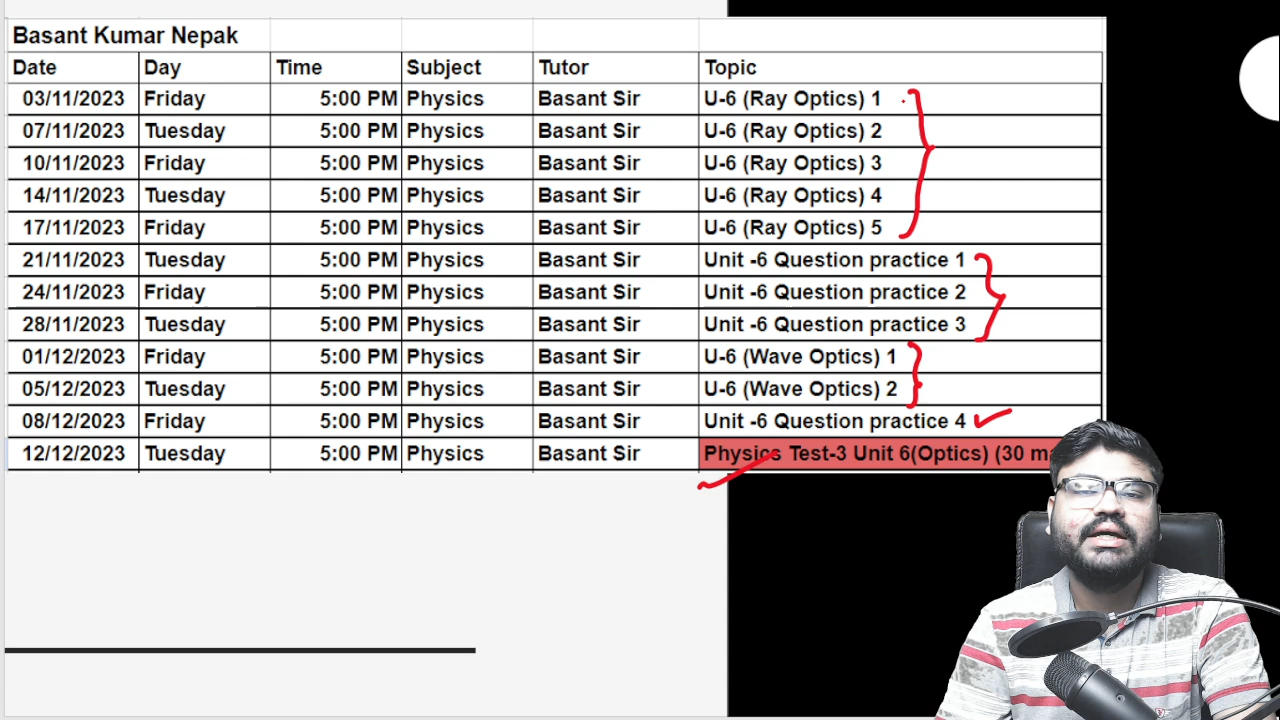 Basant Kumar Nepak
Date Day Time Subject Tutor Topic
03/11/2023 Friday 5:00 PM Physics Basant Sir U-6 (Ray Optics) 1
07/11/2023 Tuesday 5:00 PM Physics Basant Sir U-6 (Ray Optics) 2
10/11/2023 Friday 5:00 PM Physics Basant Sir U-6 (Ray Optics) 3
14/11/2023 Tuesday 5:00 PM Physics Basant Sir U-6 (Ray Optics) 4
17/11/2023 Friday 5:00 PM Physics Basant Sir U-6 (Ray Optics) 5
21/11/2023 Tuesday 5:00 PM Physics Basant Sir Unit -6 Question practice 1
24/11/2023 Friday 5:00 PM Physics Basant Sir Unit -6 Question practice 2
28/11/2023 Tuesday 5:00 PM Physics Basant Sir Unit -6 Question practice 3
01/12/2023 Friday 5:00 PM Physics Basant Sir U-6 (Wave Optics) 1
05/12/2023 Tuesday 5:00 PM Physics Basant Sir U-6 (Wave Optics) 2
08/12/2023 Friday 5:00 PM Physics Basant Sir Unit -6 Question practice 4
12/12/2023 Tuesday 5:00 PM Physics Basant Sir Physics Test-3 Unit 6(Optics) (30